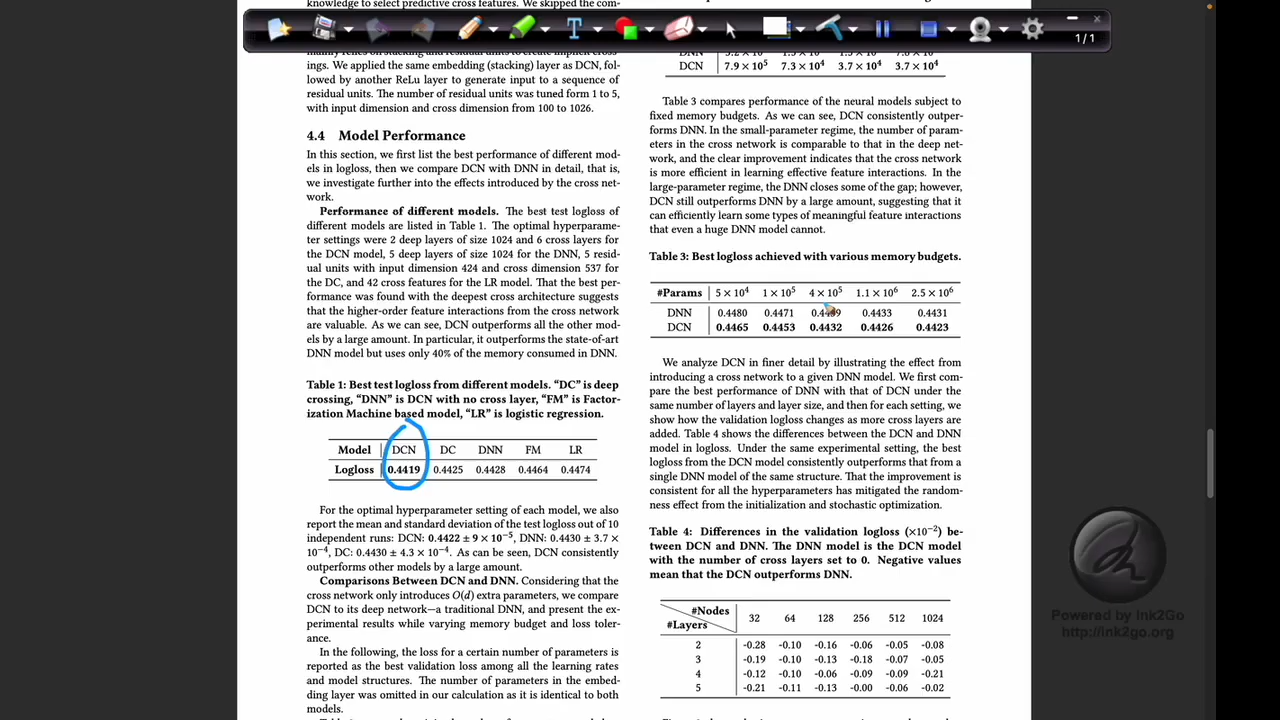 knowledge to select predictive cross features. We skipped the com-
1/1
mainly relies on stacking and residual units to create implicit cross-
ings. We applied the same embedding (stacking) layer as DCN, fol-
lowed by another ReLu layer to generate input to a sequence of
residual units. The number of residual units was tuned form 1 to 5,
with input dimension and cross dimension from 100 to 1026.
4.4 Model Performance
In this section, we first list the best performance of different mod-
els in logloss, then we compare DCN with DNN in detail, that is,
we investigate further into the effects introduced by the cross net-
work.
Performance of different models. The best test logloss of
different models are listed in Table 1. The optimal hyperparame-
ter settings were 2 deep layers of size 1024 and 6 cross layers for
the DCN model, 5 deep layers of size 1024 for the DNN, 5 resid-
ual units with input dimension 424 and cross dimension 537 for
the DC, and 42 cross features for the LR model. That the best per-
formance was found with the deepest cross architecture suggests
that the higher-order feature interactions from the cross network
are valuable. As we can see, DCN outperforms all the other mod-
els by a large amount. In particular, it outperforms the state-of-art
DNN model but uses only 40% of the memory consumed in DNN.
Table 1: Best test logloss from different models. “DC” is deep
crossing, “DNN” is DCN with no cross layer, “FM” is Factor-
ization Machine based model, “LR” is logistic regression.
Model DCN DC DNN FM LR
Logloss 0.4419 0.4425 0.4428 0.4464 0.4474
For the optimal hyperparameter setting of each model, we also
report the mean and standard deviation of the test logloss out of 10
independent runs: DCN: 0.4422 ± 9 × 10⁻⁵, DNN: 0.4430 ± 3.7 ×
10⁻⁴, DC: 0.4430 ± 4.3 × 10⁻⁴. As can be seen, DCN consistently
outperforms other models by a large amount.
Comparisons Between DCN and DNN. Considering that the
cross network only introduces O(d) extra parameters, we compare
DCN to its deep network—a traditional DNN, and present the ex-
perimental results while varying memory budget and loss toler-
ance.
In the following, the loss for a certain number of parameters is
reported as the best validation loss among all the learning rates
and model structures. The number of parameters in the embed-
ding layer was omitted in our calculation as it is identical to both
models.
DNN
DCN 7.9 × 10⁵ 7.3 × 10⁴ 3.7 × 10⁴ 3.7 × 10⁴
Table 3 compares performance of the neural models subject to
fixed memory budgets. As we can see, DCN consistently outper-
forms DNN. In the small-parameter regime, the number of param-
eters in the cross network is comparable to that in the deep net-
work, and the clear improvement indicates that the cross network
is more efficient in learning effective feature interactions. In the
large-parameter regime, the DNN closes some of the gap; however,
DCN still outperforms DNN by a large amount, suggesting that it
can efficiently learn some types of meaningful feature interactions
that even a huge DNN model cannot.
Table 3: Best logloss achieved with various memory budgets.
#Params 5 × 10⁴ 1 × 10⁵ 4 × 10⁵ 1.1 × 10⁶ 2.5 × 10⁶
DNN 0.4480 0.4471 0.4439 0.4433 0.4431
DCN 0.4465 0.4453 0.4432 0.4426 0.4423
We analyze DCN in finer detail by illustrating the effect from
introducing a cross network to a given DNN model. We first com-
pare the best performance of DNN with that of DCN under the
same number of layers and layer size, and then for each setting, we
show how the validation logloss changes as more cross layers are
added. Table 4 shows the differences between the DCN and DNN
model in logloss. Under the same experimental setting, the best
logloss from the DCN model consistently outperforms that from a
single DNN model of the same structure. That the improvement is
consistent for all the hyperparameters has mitigated the random-
ness effect from the initialization and stochastic optimization.
Table 4: Differences in the validation logloss (×10⁻²) be-
tween DCN and DNN. The DNN model is the DCN model
with the number of cross layers set to 0. Negative values
mean that the DCN outperforms DNN.
#Nodes 32 64 128 256 512 1024
#Layers
2 -0.28 -0.10 -0.16 -0.06 -0.05 -0.08
3 -0.19 -0.10 -0.13 -0.18 -0.07 -0.05
4 -0.12 -0.10 -0.06 -0.09 -0.09 -0.21
5 -0.21 -0.11 -0.13 -0.00 -0.06 -0.02
Powered by Ink2Go
http://ink2go.org